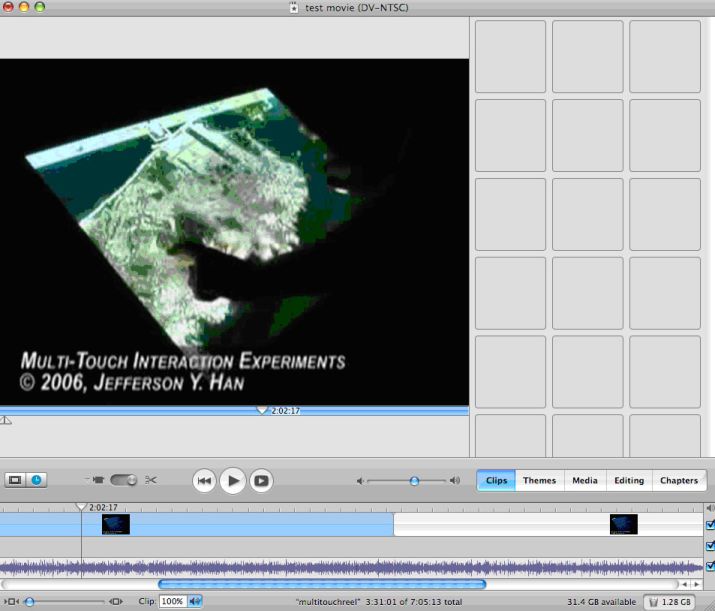 test movie (DV-NTSC)
MULTI-TOUCH INTERACTION EXPERIMENTS
© 2006, JEFFERSON Y. HAN
2:02:17
Clips Themes Media Editing Chapters
2:02:17
Clip: 100% "multitouchreel" 3:31:01 of 7:05:13 total 31.4 GB available 1.28 GB